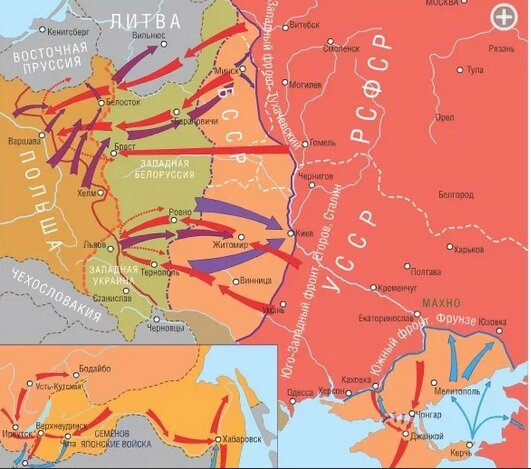 МОСКВА
ЛИТВА
Кенигсберг
Вильнюс
Витебск
Смоленск
Рязань
ВОСТОЧНАЯ
ПРУССИЯ
Минск
Могилев
Тула
РСФСР
Западный фронт, Тухачевский
Белосток
Барановичи
БССР
Орел
Варшава
Брест
Гомель
ПОЛЬША
ЗАПАДНАЯ
БЕЛОРУССИЯ
Чернигов
Хелм
Белгород
Ровно
Киев
УССР
Львов
Житомир
Харьков
ЗАПАДНАЯ
УКРАИНА
Тернополь
Полтава
Винница
Кременчуг
ЧЕХОСЛОВАКИЯ
Станислав
Умань
МАХНО
Черновцы
Екатеринослав
Юзовка
Юго-Западный фронт, Егоров, Сталин
Южный фронт, Фрунзе
Бодайбо
Усть-Кутский
Одесса
Херсон
Каховка
Мелитополь
Иркутск
Верхнеудинск
Чита
СЕМЁНОВ
ЯПОНСКИЕ ВОЙСКА
Хабаровск
Чонгар
Джанкой
Керчь